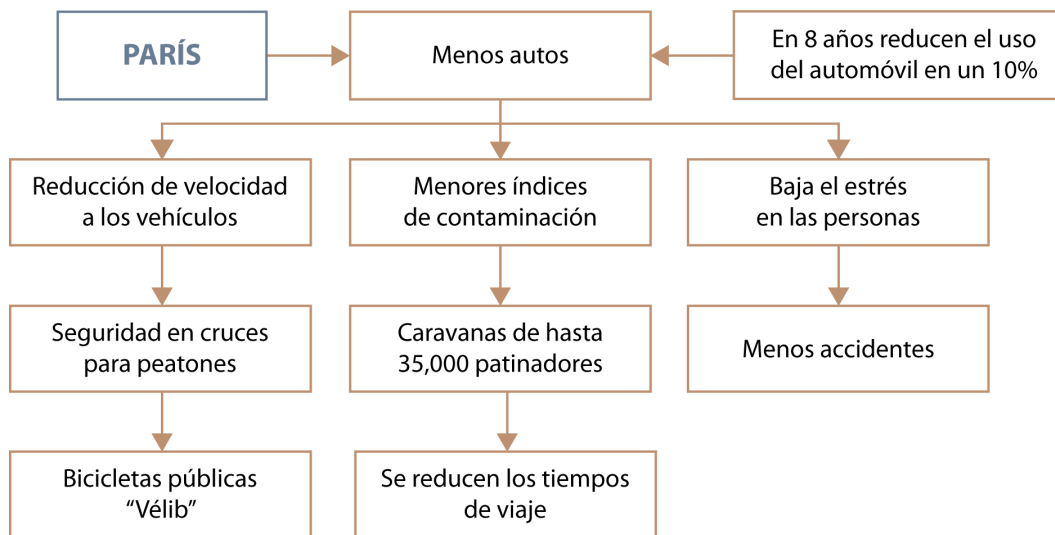 PARÍS
Menos autos
En 8 años reducen el uso
del automóvil en un 10%
Reducción de velocidad
a los vehículos
Menores índices
de contaminación
Baja el estrés
en las personas
Seguridad en cruces
para peatones
Caravanas de hasta
35,000 patinadores
Menos accidentes
Bicicletas públicas
“Vélib”
Se reducen los tiempos
de viaje